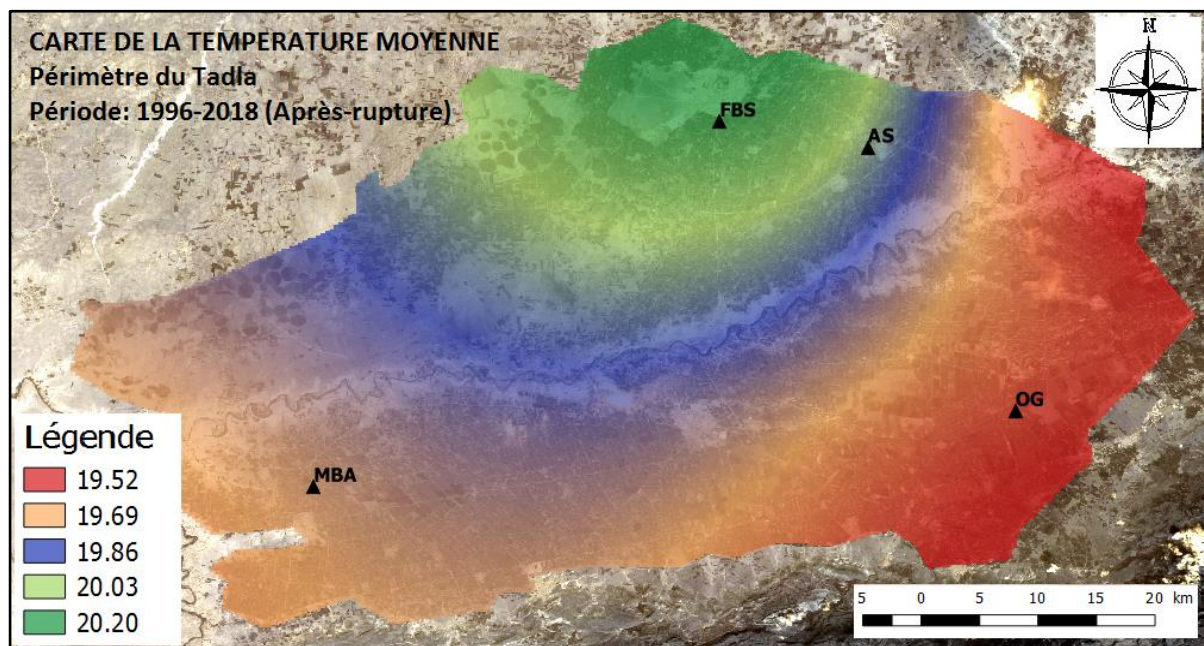 CARTE DE LA TEMPERATURE MOYENNE
Périmètre du Tadla
Période: 1996-2018 (Après-rupture)
N
FBS
AS
OG
MBA
Légende
19.52
19.69
19.86
20.03
20.20
5 0 5 10 15 20 km